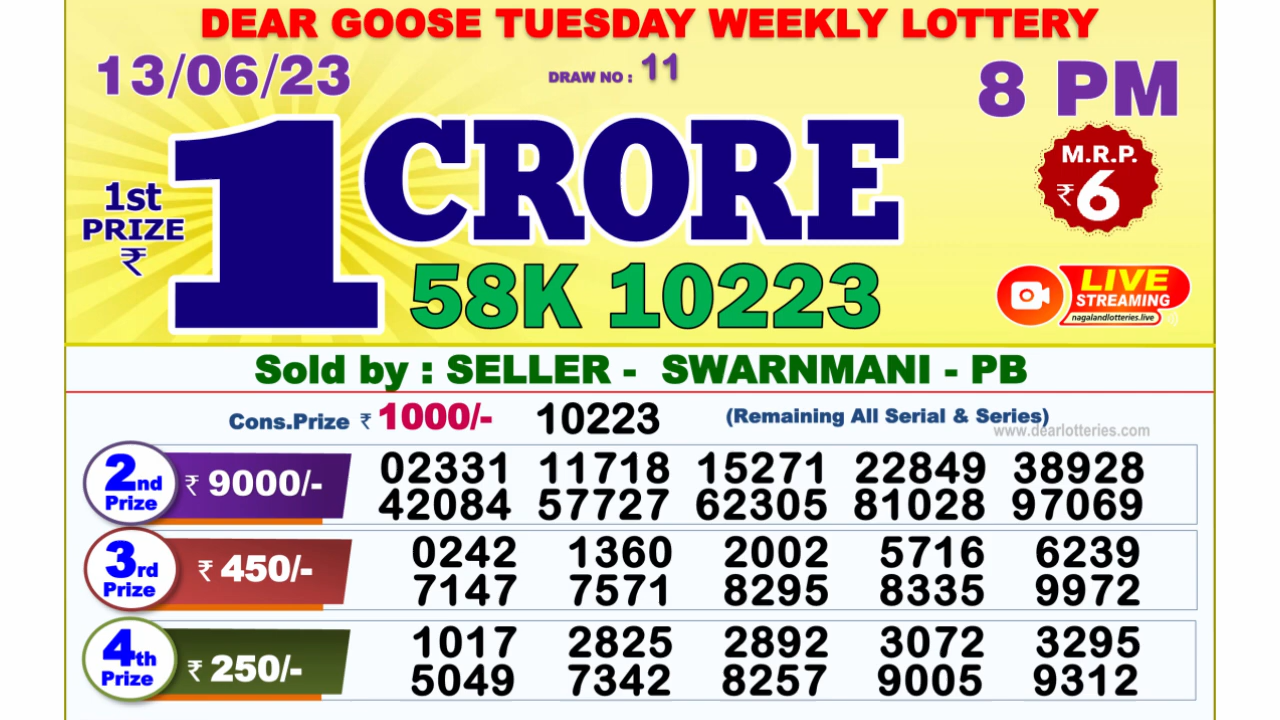 DEAR GOOSE TUESDAY WEEKLY LOTTERY
13/06/23 DRAW NO : 11 8 PM
1st PRIZE ₹ 1 CRORE
M.R.P. ₹ 6
58K 10223
LIVE STREAMING
nagalandlotteries.live
Sold by : SELLER - SWARNMANI - PB
Cons.Prize ₹ 1000/- 10223 (Remaining All Serial & Series)
www.dearlotteries.com
2nd Prize ₹ 9000/-
02331 11718 15271 22849 38928
42084 57727 62305 81028 97069
3rd Prize ₹ 450/-
0242 1360 2002 5716 6239
7147 7571 8295 8335 9972
4th Prize ₹ 250/-
1017 2825 2892 3072 3295
5049 7342 8257 9005 9312